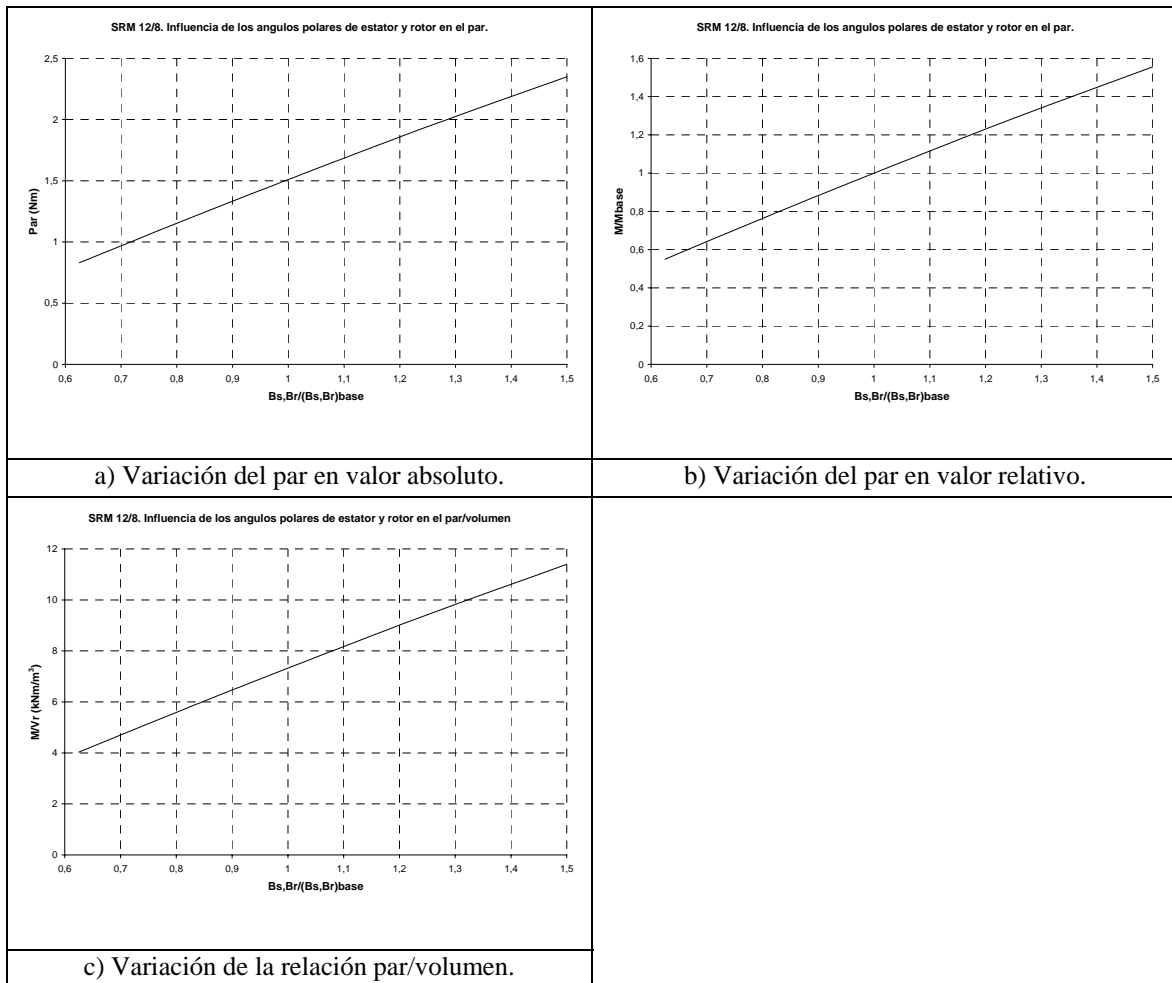 SRM 12/8. Influencia de los angulos polares de estator y rotor en el par.
2,5
2
1,5
1
0,5
0
Par (Nm)
0,6 0,7 0,8 0,9 1 1,1 1,2 1,3 1,4 1,5
Bs,Br/(Bs,Br)base
a) Variación del par en valor absoluto.
SRM 12/8. Influencia de los angulos polares de estator y rotor en el par.
1,6
1,4
1,2
1
0,8
0,6
0,4
0,2
0
M/Mbase
0,6 0,7 0,8 0,9 1 1,1 1,2 1,3 1,4 1,5
Bs,Br/(Bs,Br)base
b) Variación del par en valor relativo.
SRM 12/8. Influencia de los angulos polares de estator y rotor en el par/volumen
12
10
8
6
4
2
0
M/Vr (kNm/m³)
0,6 0,7 0,8 0,9 1 1,1 1,2 1,3 1,4 1,5
Bs,Br/(Bs,Br)base
c) Variación de la relación par/volumen.